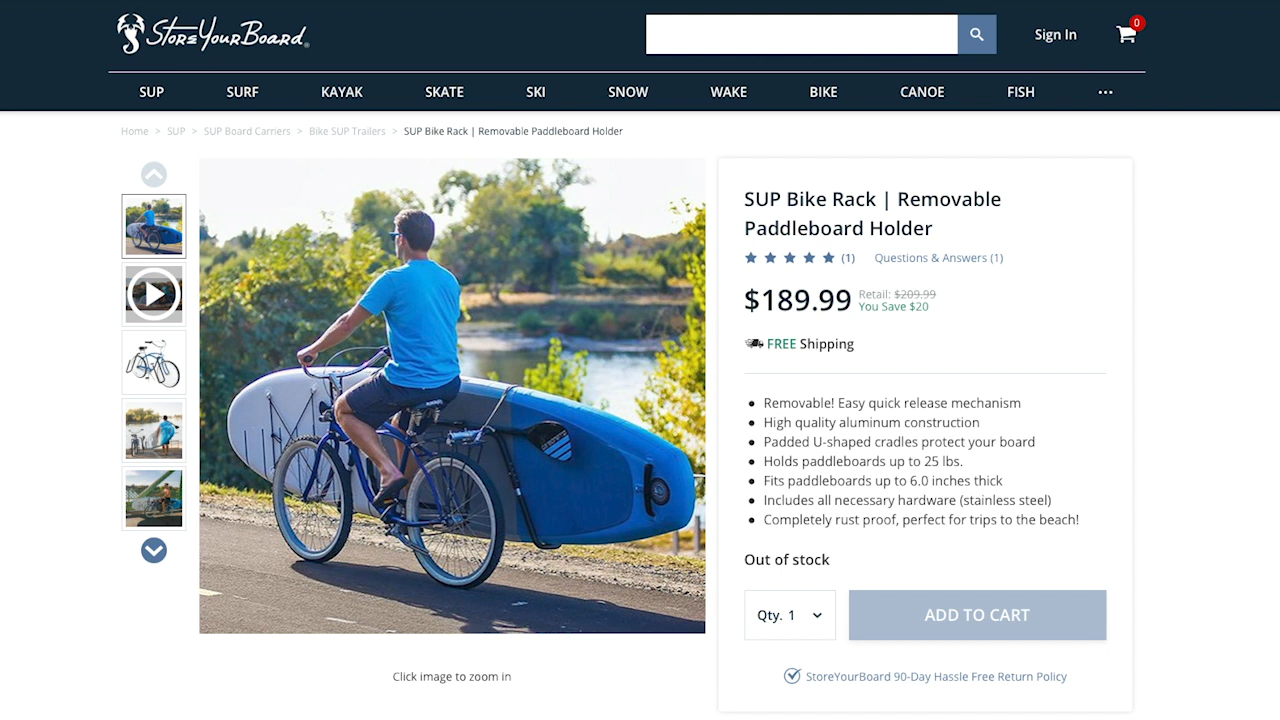 StoreYourBoard®
Sign In
0
SUP SURF KAYAK SKATE SKI SNOW WAKE BIKE CANOE FISH ...
Home > SUP > SUP Board Carriers > Bike SUP Trailers > SUP Bike Rack | Removable Paddleboard Holder
SUP Bike Rack | Removable
Paddleboard Holder
(1) Questions & Answers (1)
$189.99 Retail: $209.99
You Save $20
FREE Shipping
• Removable! Easy quick release mechanism
• High quality aluminum construction
• Padded U-shaped cradles protect your board
• Holds paddleboards up to 25 lbs.
• Fits paddleboards up to 6.0 inches thick
• Includes all necessary hardware (stainless steel)
• Completely rust proof, perfect for trips to the beach!
Out of stock
Qty. 1 ADD TO CART
Click image to zoom in
StoreYourBoard 90-Day Hassle Free Return Policy